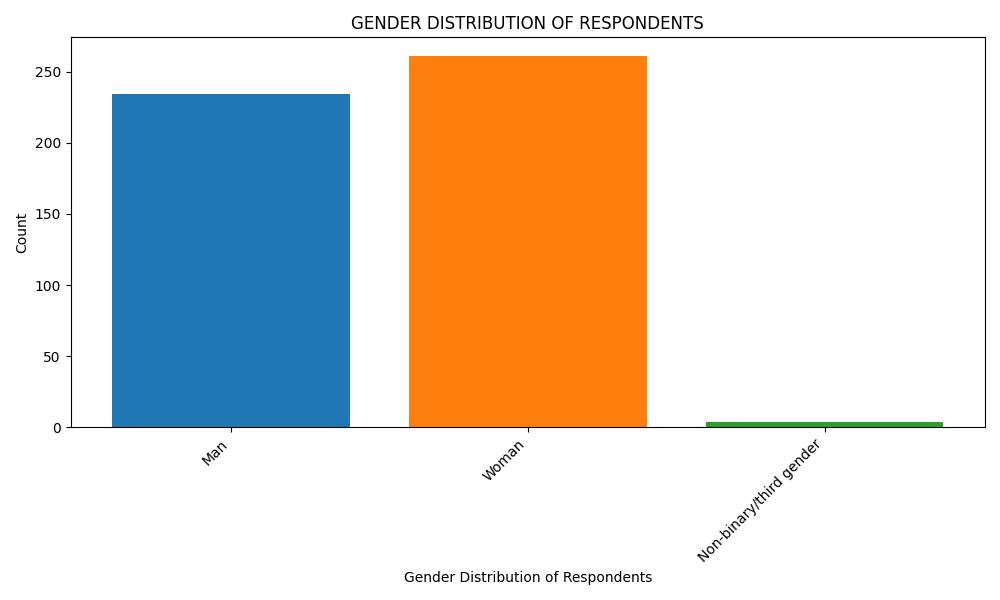 GENDER DISTRIBUTION OF RESPONDENTS
Count
250
200
150
100
50
0
Man
Woman
Non-binary/third gender
Gender Distribution of Respondents